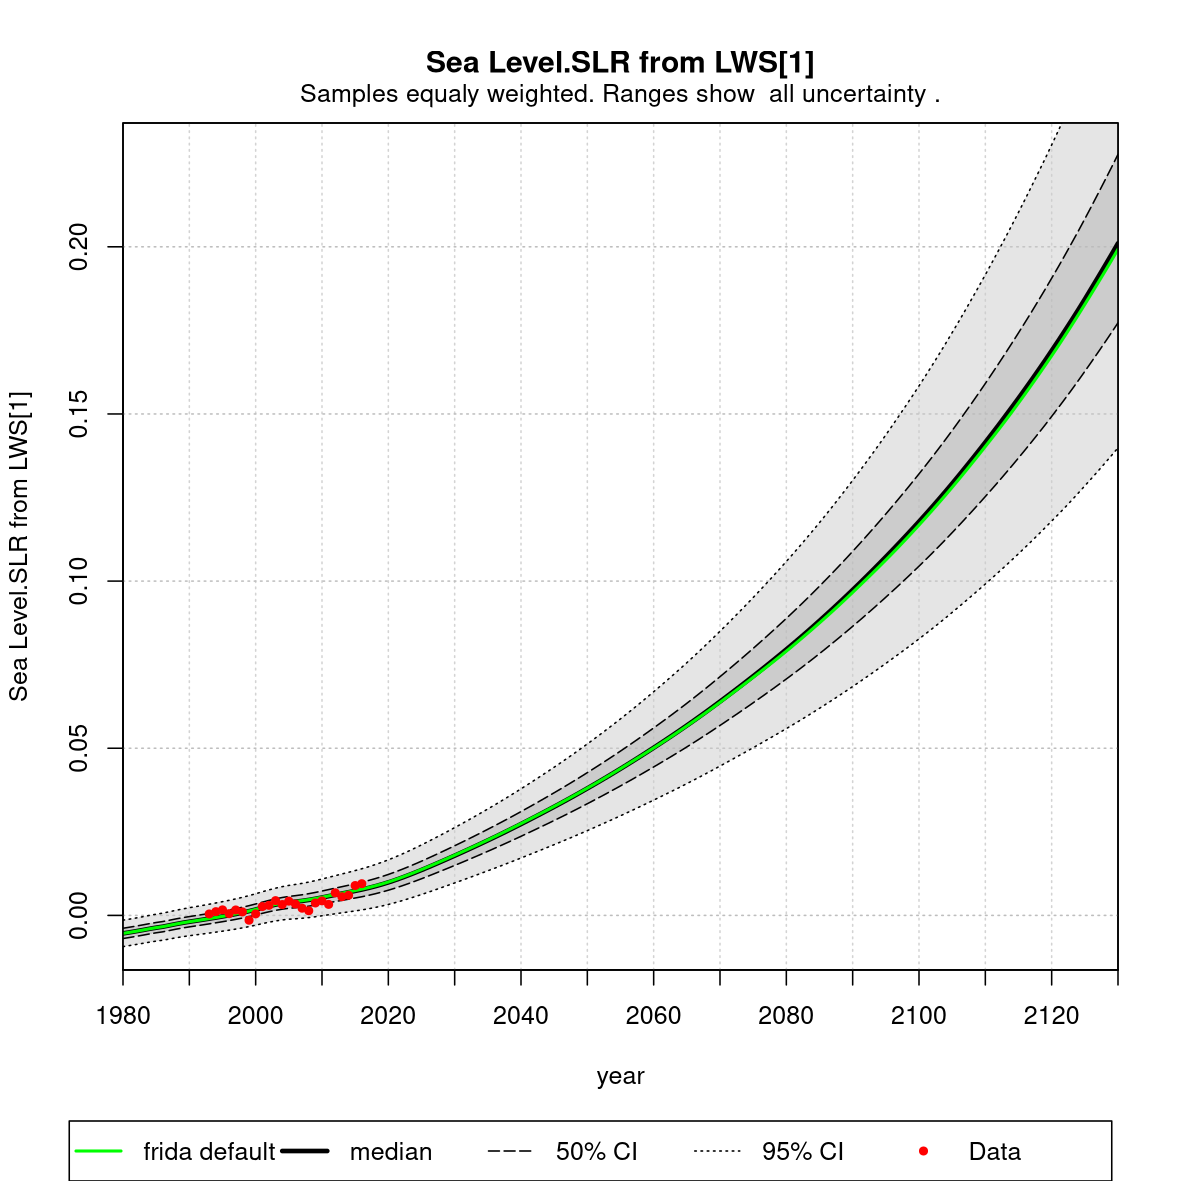 Sea Level.SLR from LWS[1]
Samples equaly weighted. Ranges show  all uncertainty .
Sea Level.SLR from LWS[1]
0.20
0.15
0.10
0.05
0.00
1980 2000 2020 2040 2060 2080 2100 2120
year
frida default median 50% CI 95% CI Data